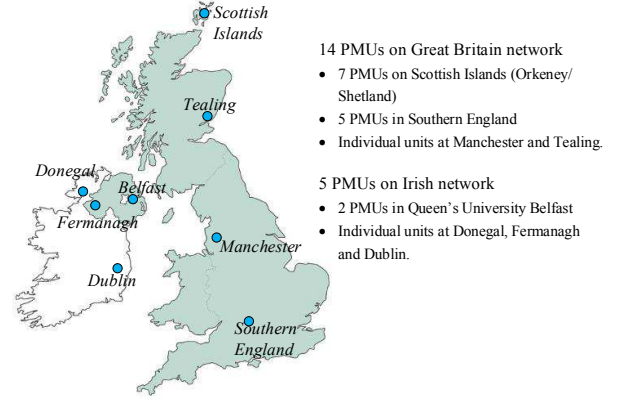 Scottish
Islands
Tealing
Donegal
Belfast
Fermanagh
Manchester
Dublin
Southern
England
14 PMUs on Great Britain network
• 7 PMUs on Scottish Islands (Orkeney/
Shetland)
• 5 PMUs in Southern England
• Individual units at Manchester and Tealing.
5 PMUs on Irish network
• 2 PMUs in Queen's University Belfast
• Individual units at Donegal, Fermanagh
and Dublin.